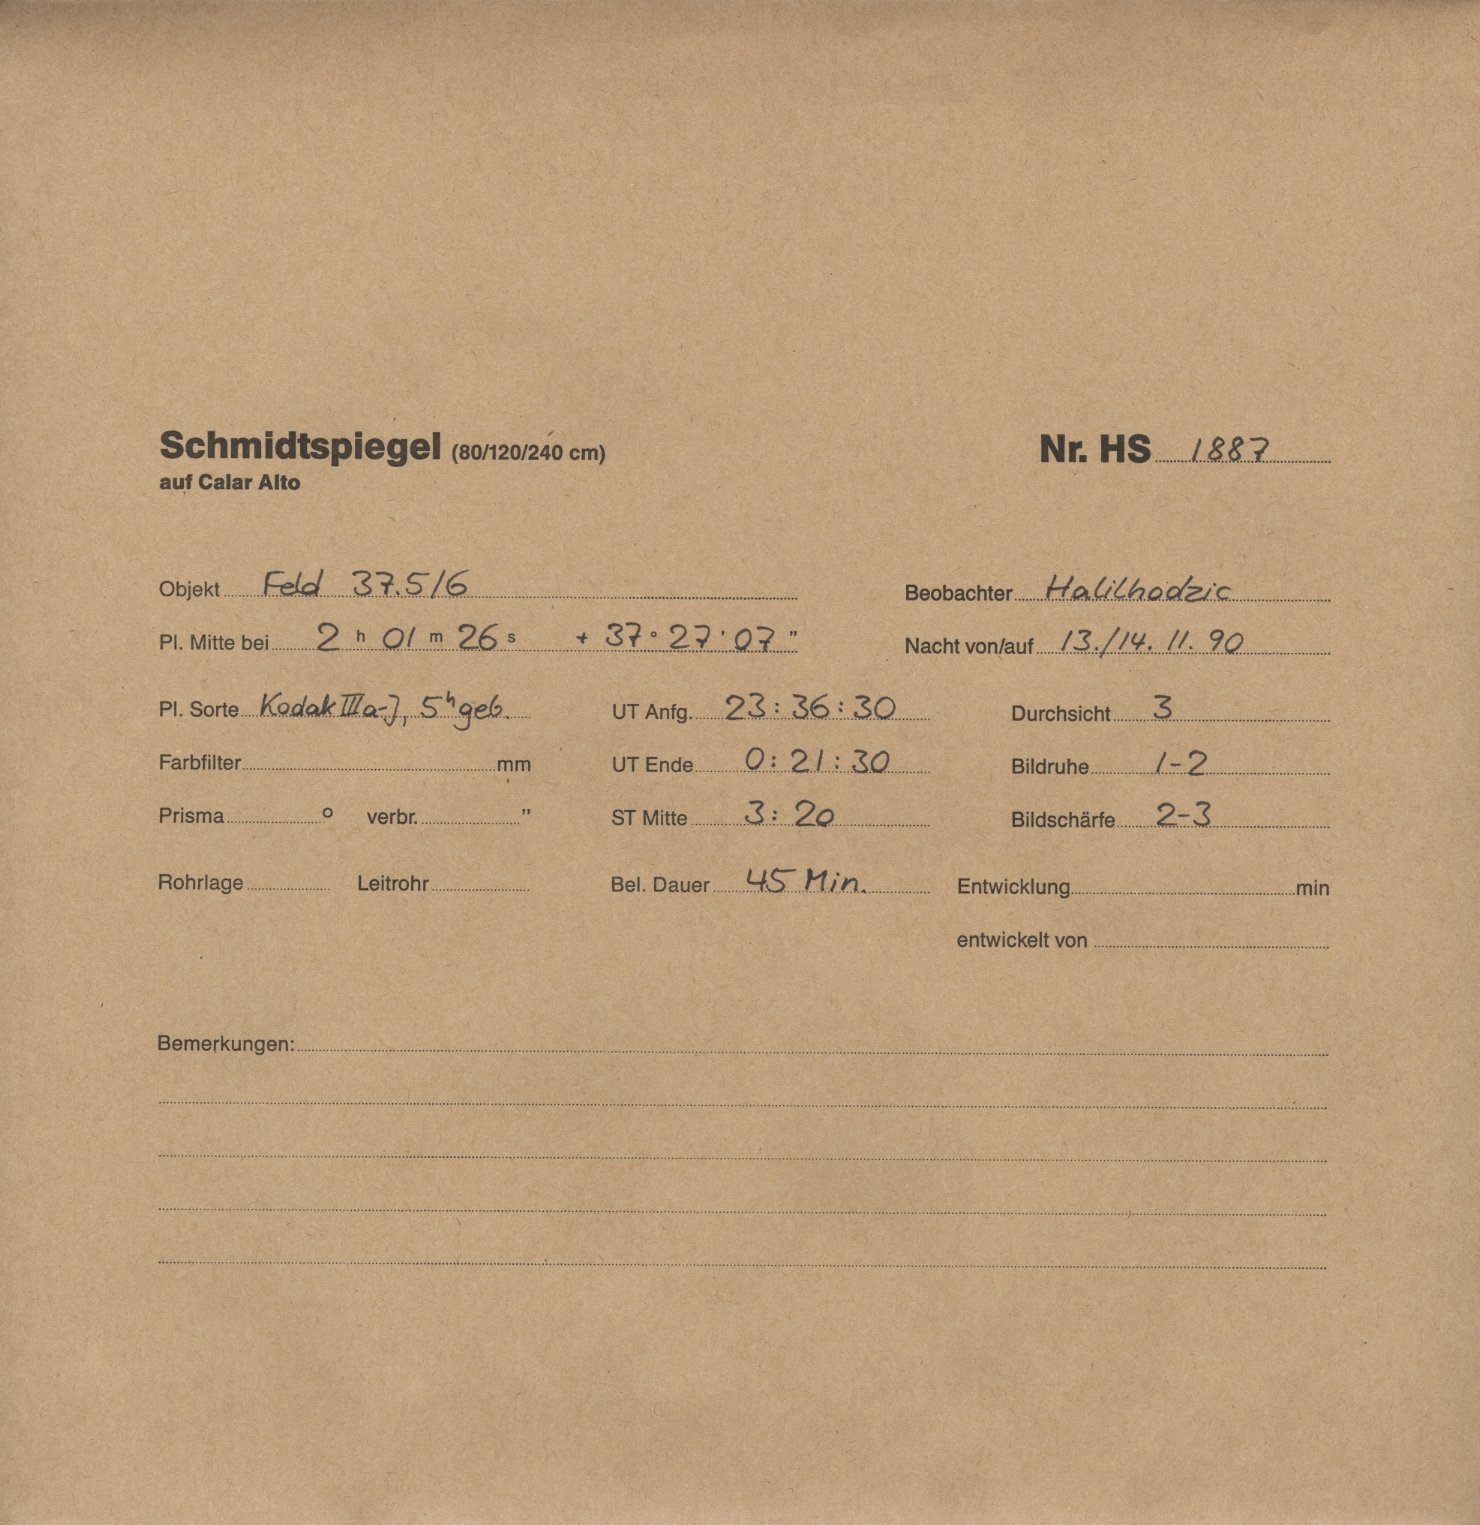 Schmidtspiegel (80/120/240 cm) Nr. HS 1887
auf Calar Alto
Objekt Feld 37.5/6 Beobachter Halilhodzic
Pl. Mitte bei 2 h 01 m 26 s + 37° 27' 07" Nacht von/auf 13./14. 11. 90
Pl. Sorte Kodak IIIa-J, 5h geb. UT Anfg. 23:36:30 Durchsicht 3
Farbfilter mm UT Ende 0:21:30 Bildruhe 1-2
Prisma ° verbr. " ST Mitte 3:20 Bildschärfe 2-3
Rohrlage Leitrohr Bel. Dauer 45 Min. Entwicklung min
entwickelt von
Bemerkungen: